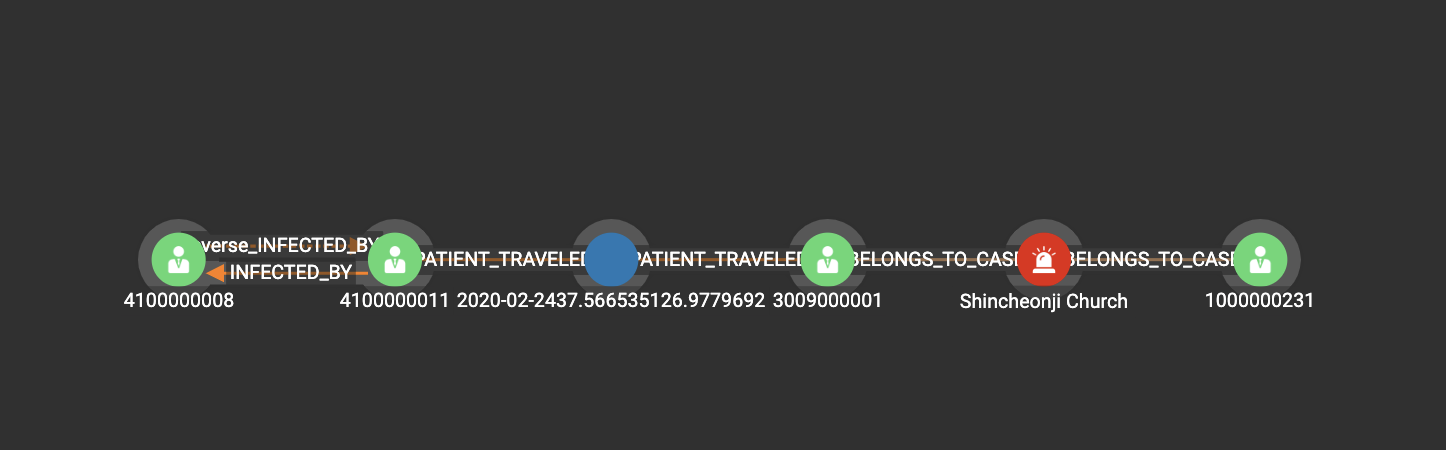 verse_INFECTED_BY
INFECTED_BY
PATIENT_TRAVELED
PATIENT_TRAVELED
BELONGS_TO_CASE
BELONGS_TO_CASE
4100000008
4100000011
2020-02-2437.566535126.9779692
3009000001
Shincheonji Church
1000000231